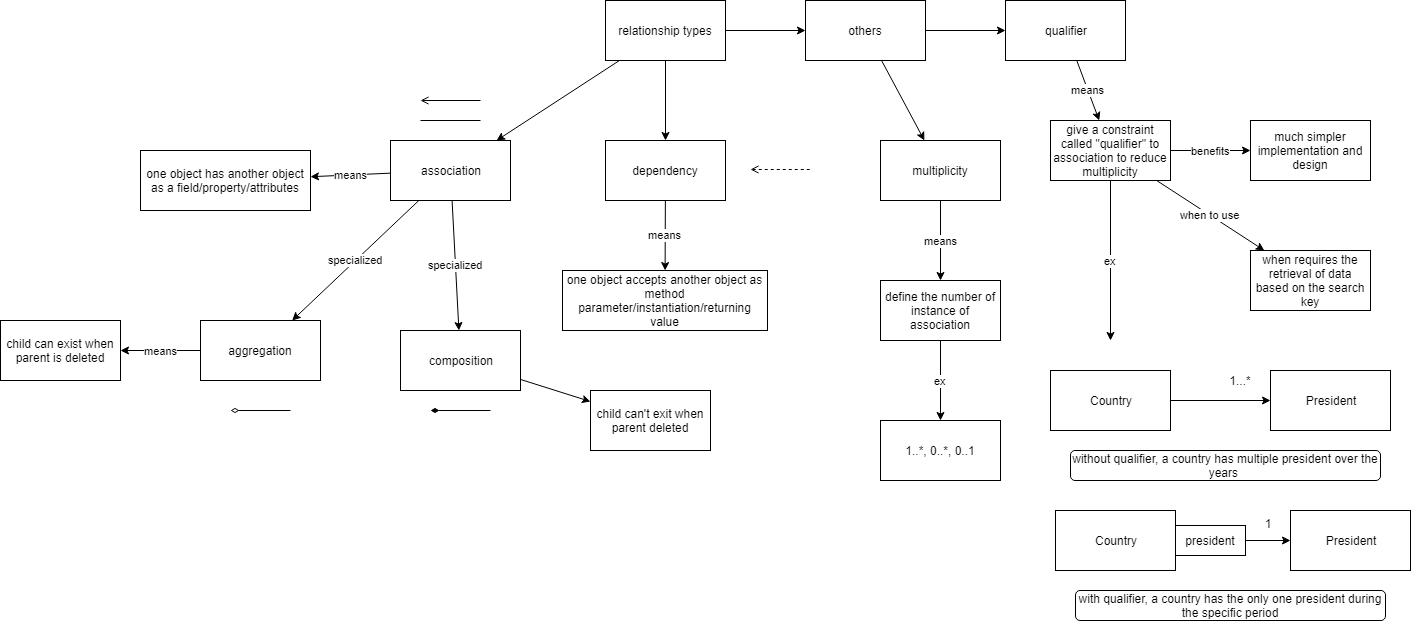 relationship types
others
qualifier
means
give a constraint
called "qualifier" to
association to reduce
multiplicity
benefits
much simpler
implementation and
design
one object has another object
as a field/property/attributes
means
association
dependency
multiplicity
when to use
means
means
specialized
specialized
ex
when requires the
retrieval of data
based on the search
key
one object accepts another object as
method
parameter/instantiation/returning
value
define the number of
instance of
association
child can exist when
parent is deleted
means
aggregation
composition
ex
1...*
Country
President
child can't exit when
parent deleted
1..*, 0..*, 0..1
without qualifier, a country has multiple president over the
years
1
Country
president
President
with qualifier, a country has the only one president during
the specific period